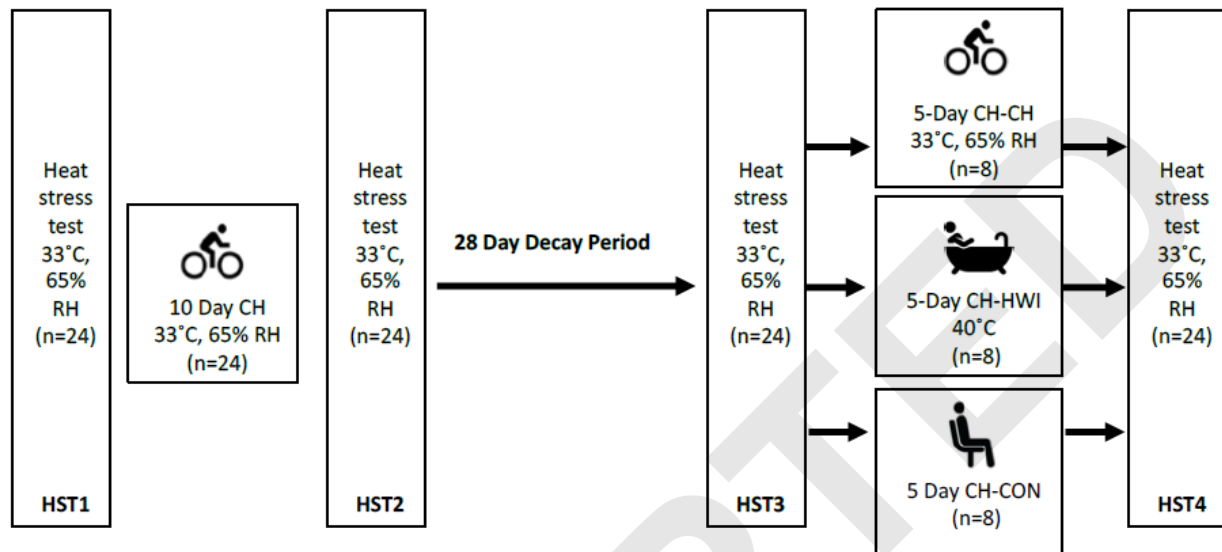 Heat
stress
test
33˚C,
65%
RH
(n=24)
HST1
10 Day CH
33˚C, 65% RH
(n=24)
Heat
stress
test
33˚C,
65%
RH
(n=24)
HST2
28 Day Decay Period
Heat
stress
test
33˚C,
65%
RH
(n=24)
HST3
5-Day CH-CH
33˚C, 65% RH
(n=8)
5-Day CH-HWI
40˚C
(n=8)
5 Day CH-CON
(n=8)
Heat
stress
test
33˚C,
65%
RH
(n=24)
HST4